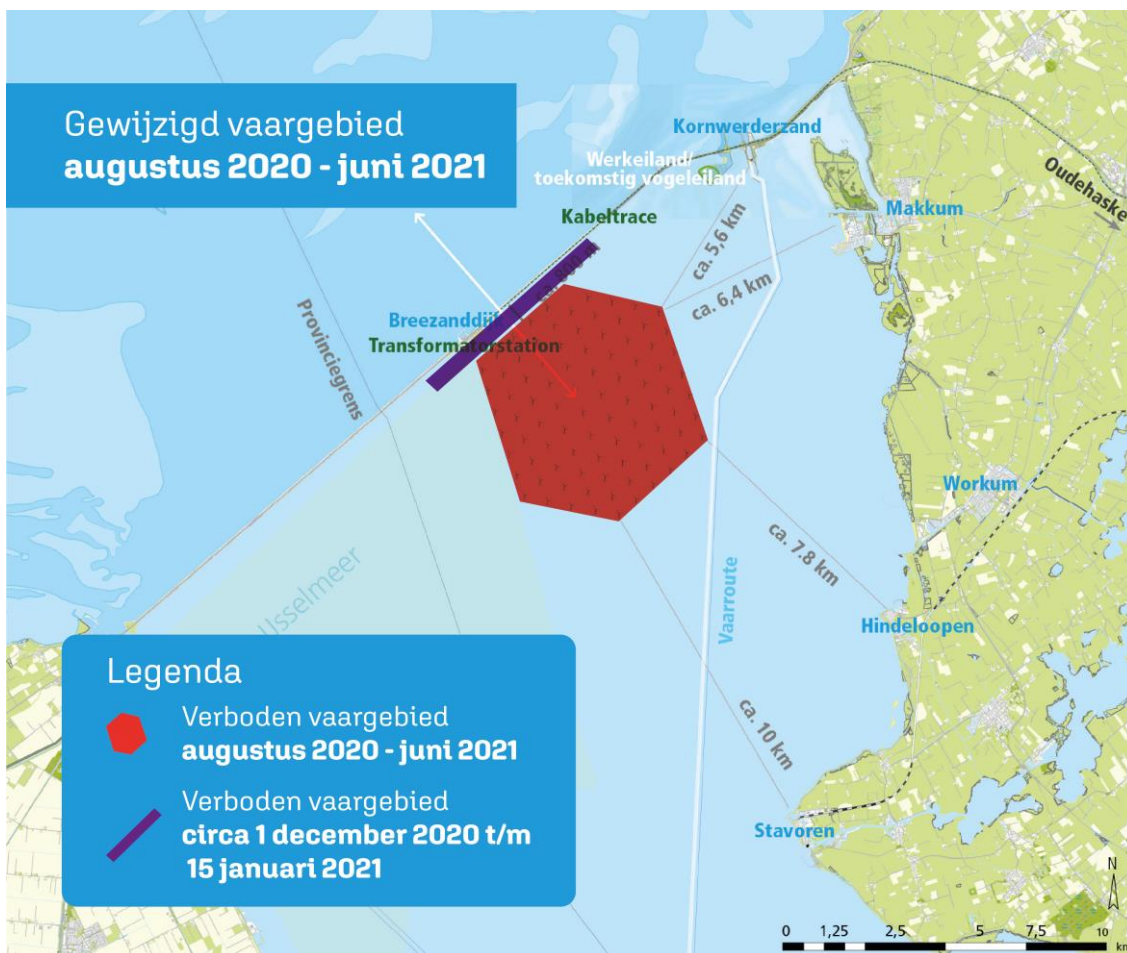 Gewijzigd vaargebied
augustus 2020 - juni 2021
Kornwerderzand
Werkeiland/
toekomstig vogeleiland
Oudehaske
Makkum
Kabeltrace
ca. 5,6 km
ca. 6,4 km
ca. 800 m
Breezanddijk
Transformatorstation
Provinciegrens
Workum
ca. 7.8 km
IJsselmeer
Vaarroute
Hindeloopen
ca. 10 km
Stavoren
Legenda
Verboden vaargebied
augustus 2020 - juni 2021
Verboden vaargebied
circa 1 december 2020 t/m
15 januari 2021
N
0 1,25 2,5 5 7,5 10
km